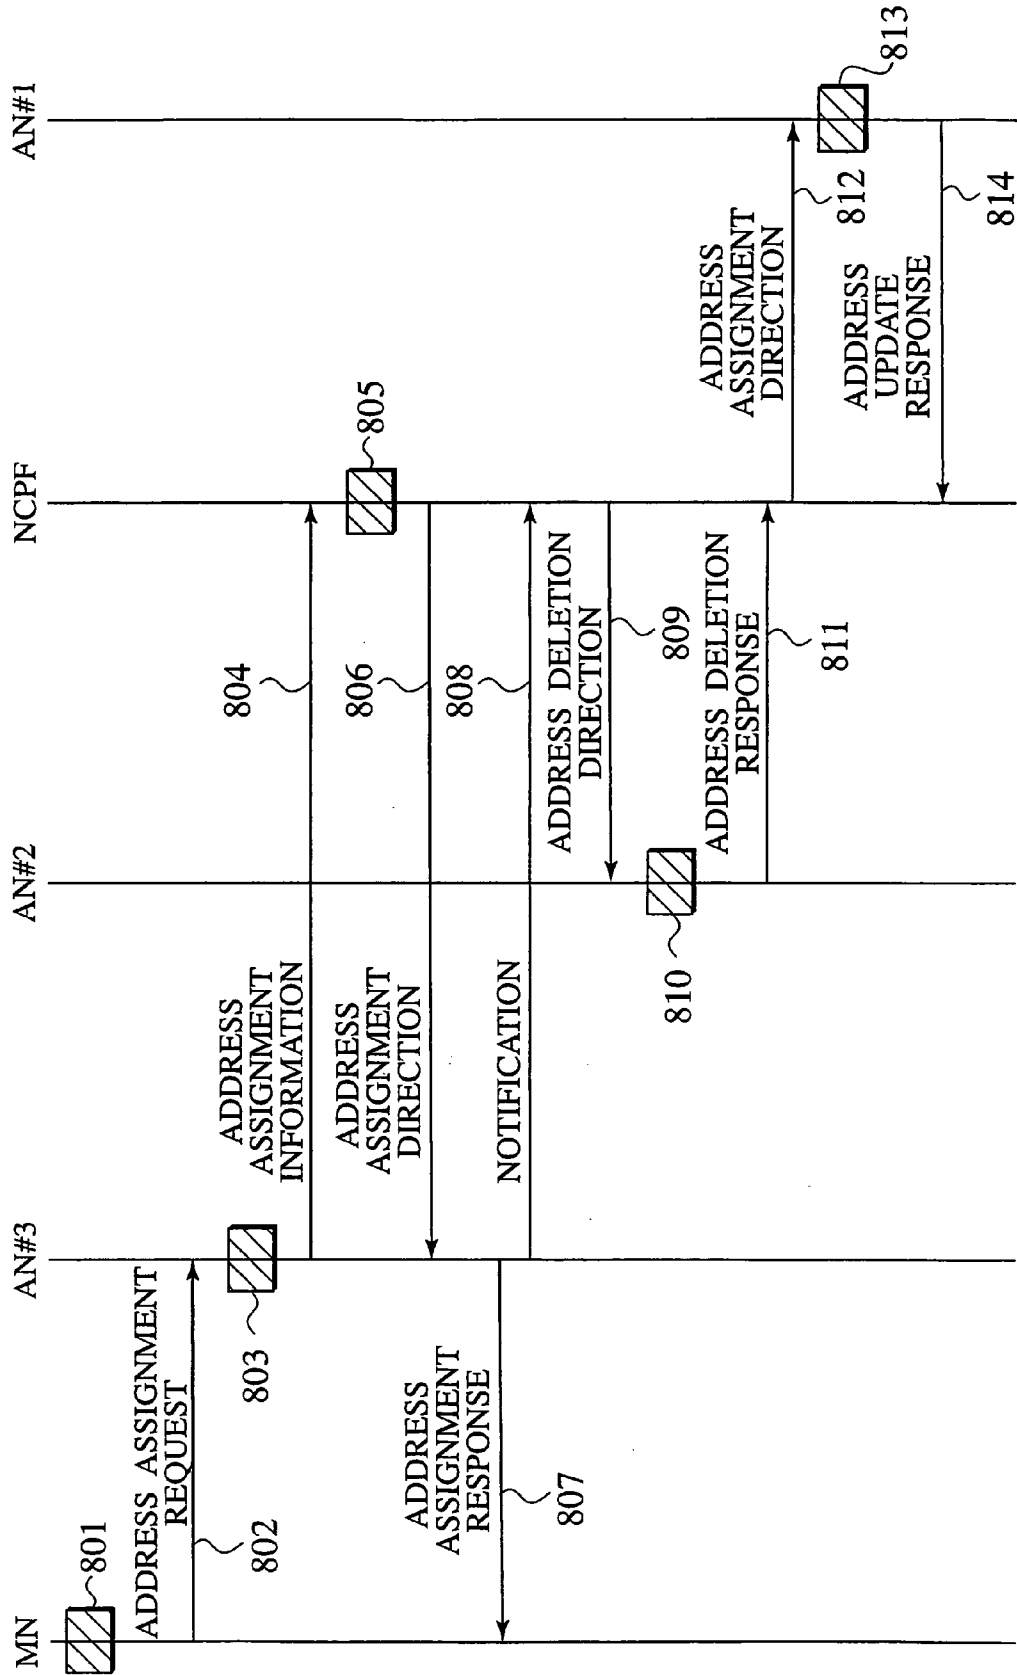 MN
AN#3
AN#2
NCPF
AN#1
801
ADDRESS ASSIGNMENT
REQUEST
802
803
ADDRESS
ASSIGNMENT
INFORMATION
804
805
ADDRESS
ASSIGNMENT
DIRECTION
806
ADDRESS
ASSIGNMENT
RESPONSE
807
NOTIFICATION
808
ADDRESS DELETION
DIRECTION
809
810
ADDRESS DELETION
RESPONSE
811
ADDRESS
ASSIGNMENT
DIRECTION
812
813
ADDRESS
UPDATE
RESPONSE
814